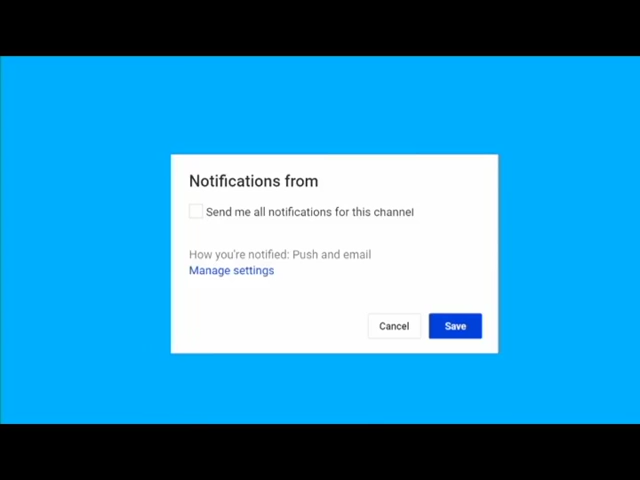 Notifications from
Send me all notifications for this channel
How you're notified: Push and email
Manage settings
Cancel
Save